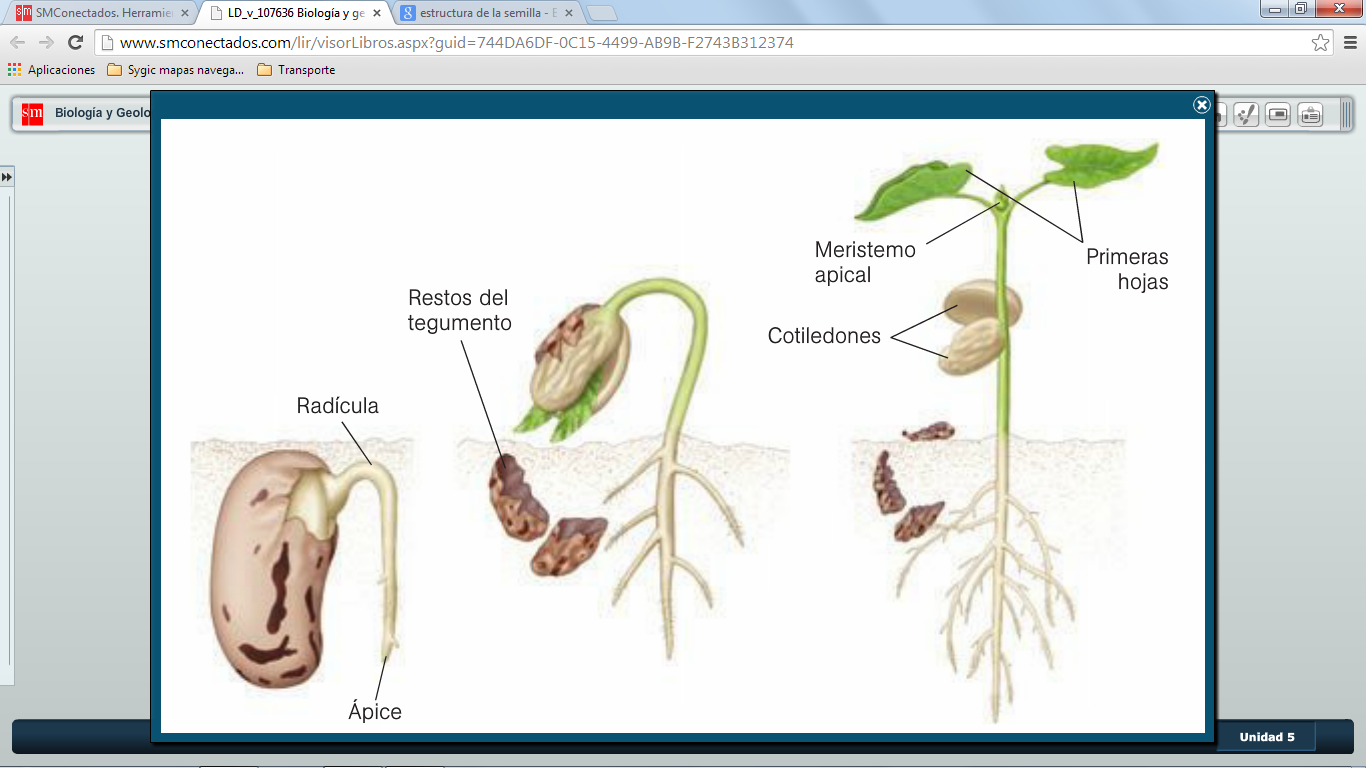 SMConectados. Herramie
LD_v_107636 Biología y ge
estructura de la semilla - 
www.smconectados.com/lir/visorLibros.aspx?guid=744DA6DF-0C15-4499-AB9B-F2743B312374
Aplicaciones
Sygic mapas navega...
Transporte
sm
Biología y Geolo
Meristemo
apical
Primeras
hojas
Restos del
tegumento
Cotiledones
Radícula
Ápice
Unidad 5